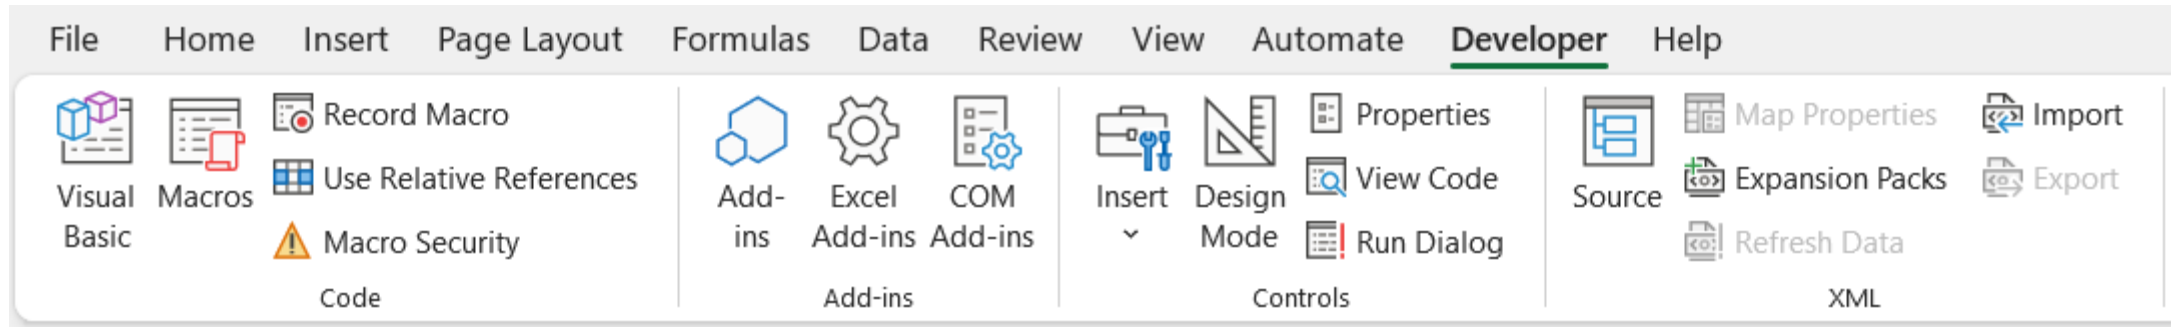 File Home Insert Page Layout Formulas Data Review View Automate Developer Help
Visual
Basic
Macros
Record Macro
Use Relative References
Macro Security
Code
Add-
ins
Excel
Add-ins
COM
Add-ins
Add-ins
Insert
Design
Mode
Properties
View Code
Run Dialog
Controls
Source
Map Properties
Expansion Packs
Refresh Data
Import
Export
XML